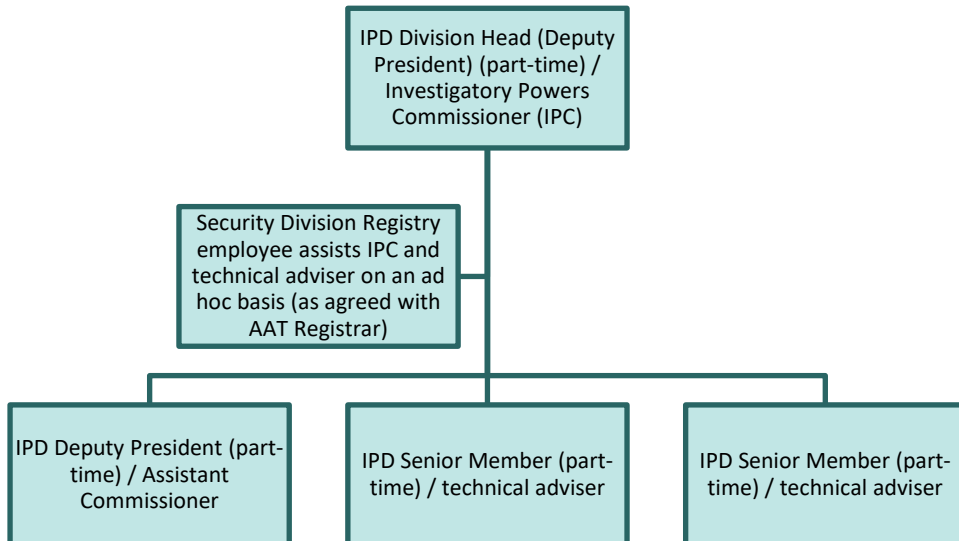 IPD Division Head (Deputy
President) (part-time) /
Investigatory Powers
Commissioner (IPC)
Security Division Registry
employee assists IPC and
technical adviser on an ad
hoc basis (as agreed with
AAT Registrar)
IPD Deputy President (part-
time) / Assistant
Commissioner
IPD Senior Member (part-
time) / technical adviser
IPD Senior Member (part-
time) / technical adviser